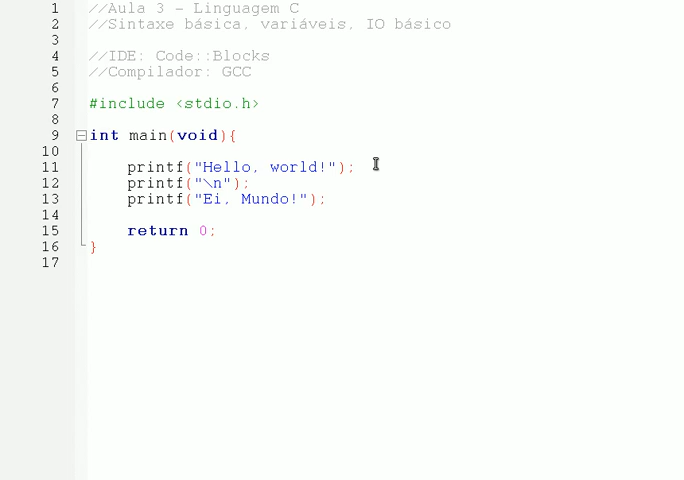 1 //Aula 3 - Linguagem C
2 //Sintaxe básica, variáveis, IO básico
3
4 //IDE: Code::Blocks
5 //Compilador: GCC
6
7 #include <stdio.h>
8
9 int main(void){
10
11 printf("Hello, world!");
12 printf("\n");
13 printf("Ei, Mundo!");
14
15 return 0;
16 }
17